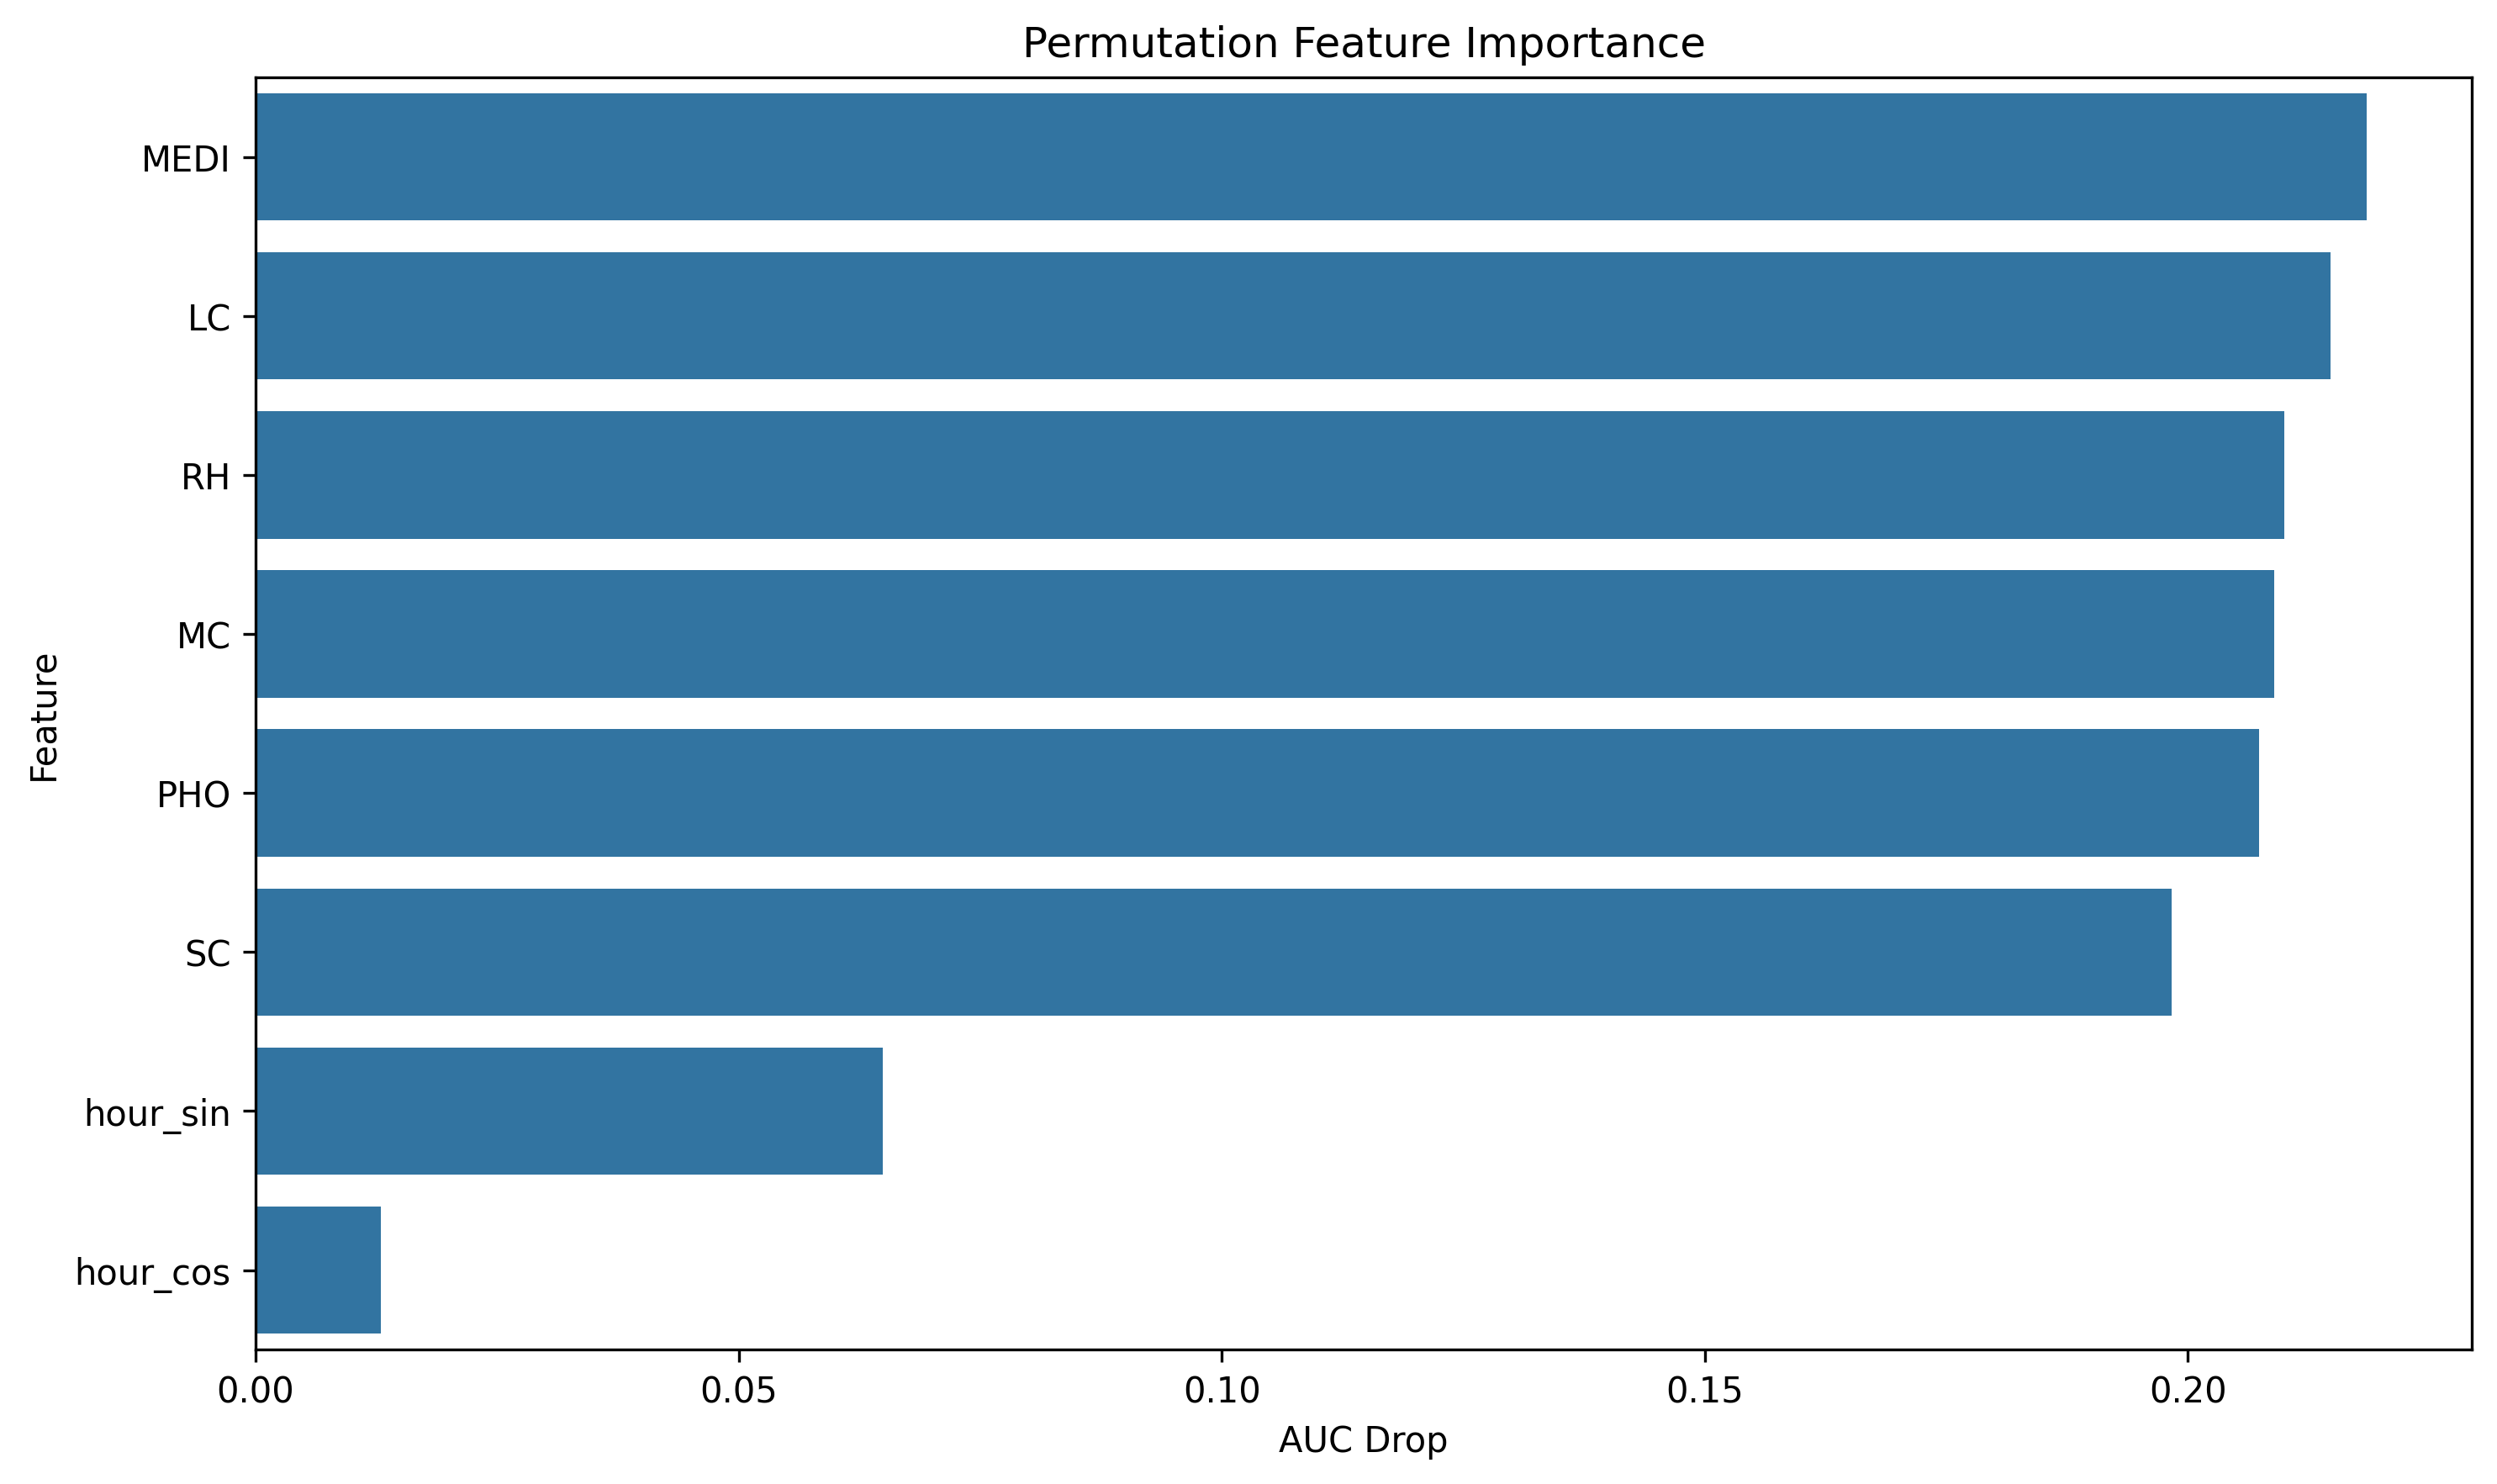 Permutation Feature Importance
Feature
MEDI
LC
RH
MC
PHO
SC
hour_sin
hour_cos
0.00 0.05 0.10 0.15 0.20
AUC Drop